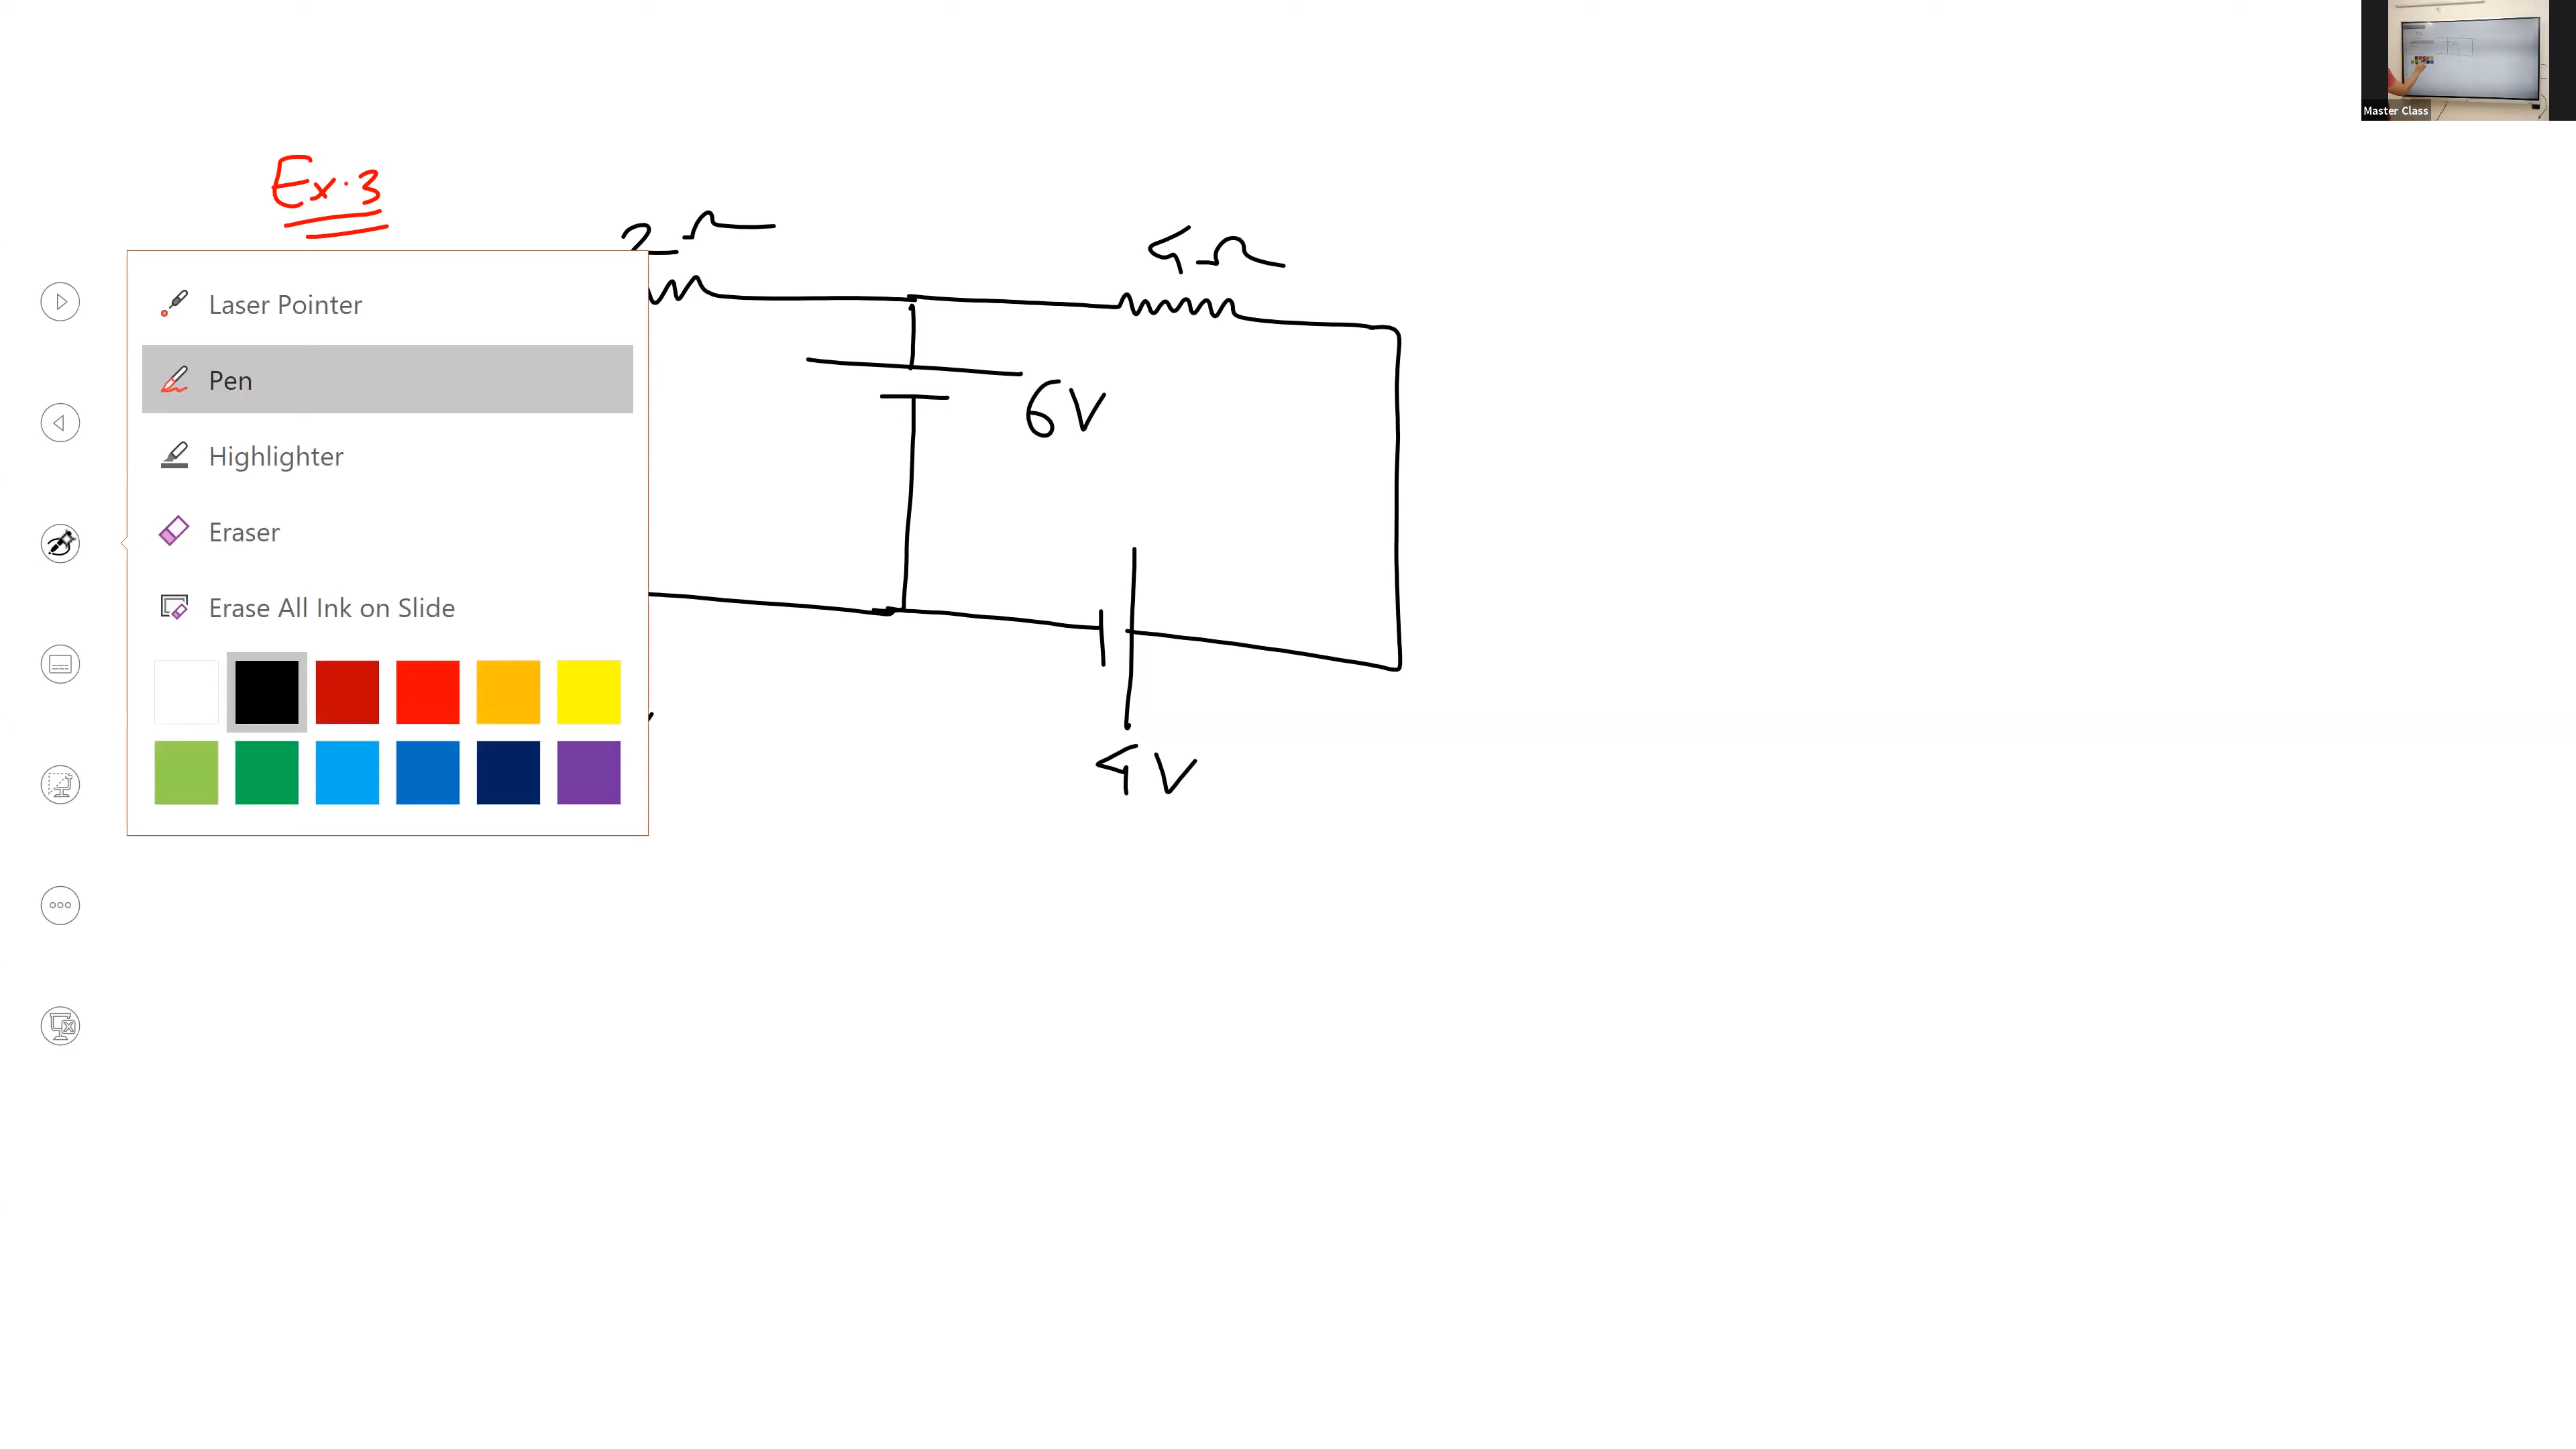 Master Class
Ex.3
2Ω
4Ω
Laser Pointer
Pen
6V
Highlighter
Eraser
Erase All Ink on Slide
4V